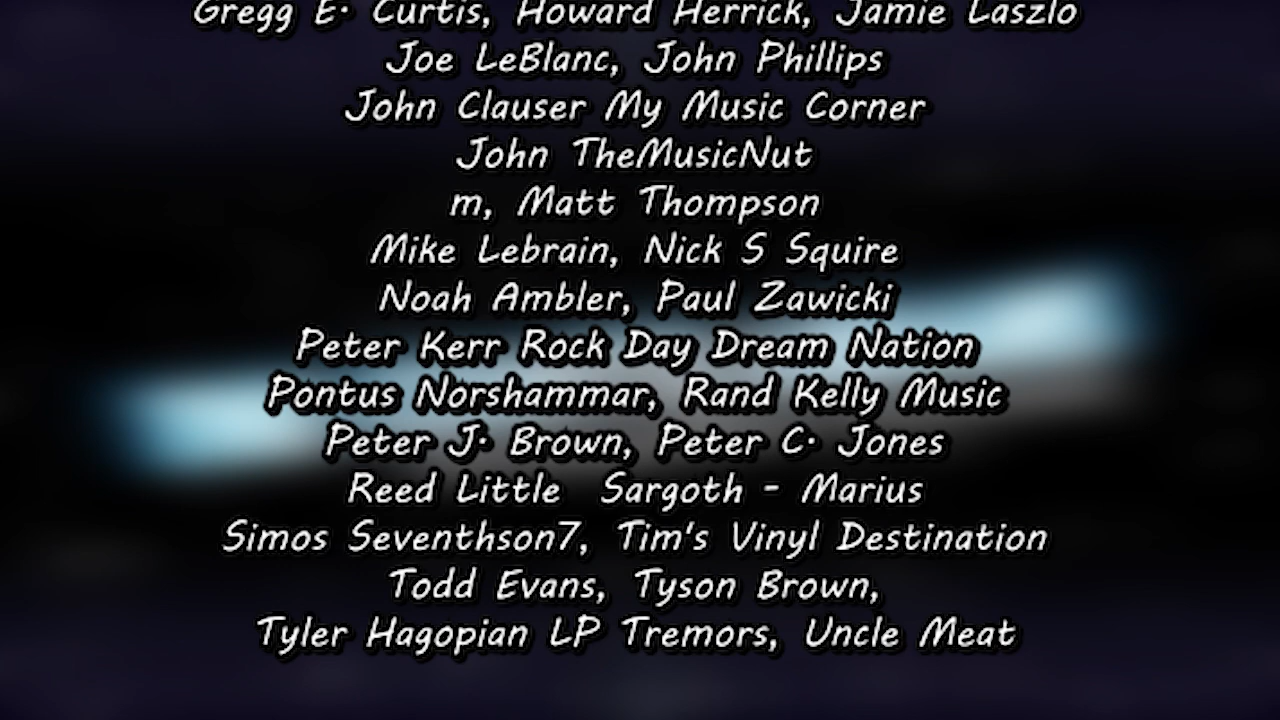 Gregg E. Curtis, Howard Herrick, Jamie Laszlo
Joe LeBlanc, John Phillips
John Clauser My Music Corner
John TheMusicNut
m, Matt Thompson
Mike Lebrain, Nick S Squire
Noah Ambler, Paul Zawicki
Peter Kerr Rock Day Dream Nation
Pontus Norshammar, Rand Kelly Music
Peter J. Brown, Peter C. Jones
Reed Little Sargoth - Marius
Simos Seventhson7, Tim's Vinyl Destination
Todd Evans, Tyson Brown,
Tyler Hagopian LP Tremors, Uncle Meat